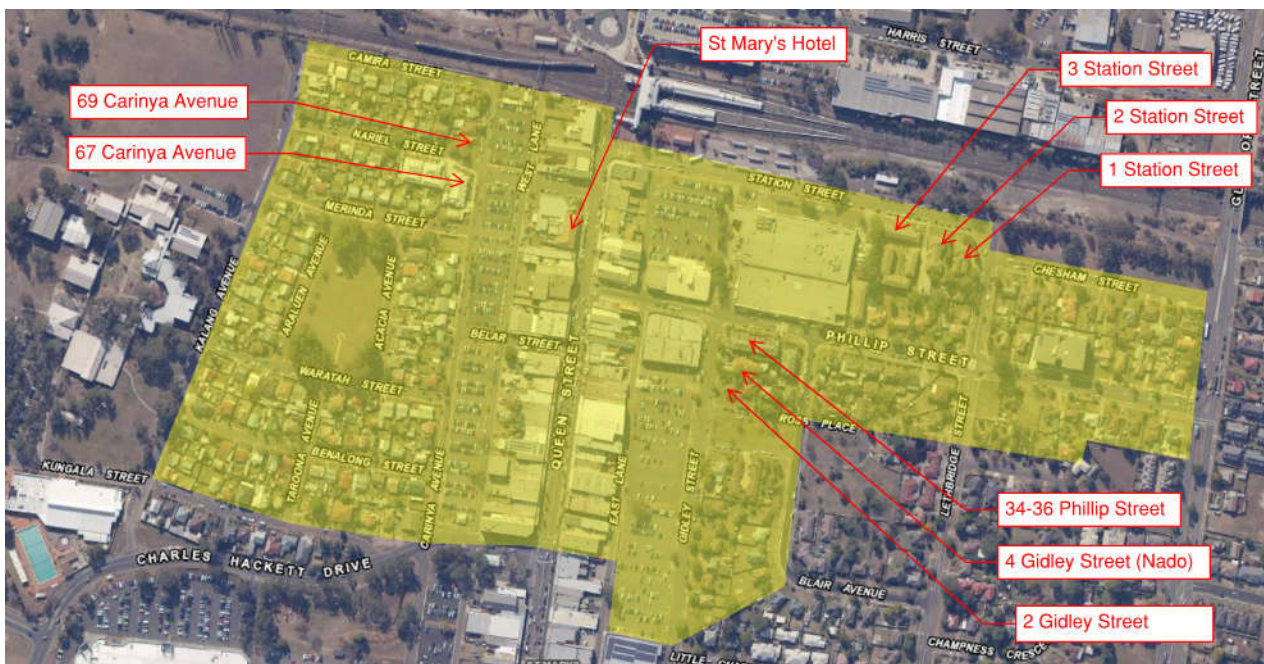 HARRIS STREET
St Mary's Hotel
3 Station Street
CAMIRA STREET
69 Carinya Avenue
2 Station Street
WEST LANE
NARIEL STREET
67 Carinya Avenue
1 Station Street
STATION STREET
MERINDA STREET
CHESHAM STREET
KALANG AVENUE
ARALUEN AVENUE
ACACIA AVENUE
BELAR STREET
QUEEN STREET
PHILLIP STREET
WARATAH STREET
ROSS PLACE
TAROONA AVENUE
BENALONG STREET
CARINYA AVENUE
EAST LANE
GIDLEY STREET
LETHBRIDGE STREET
KUNGALA STREET
34-36 Phillip Street
CHARLES HACKETT DRIVE
4 Gidley Street (Nado)
BLAIR AVENUE
2 Gidley Street
CHAMPNESS CRESCE
LITTLE